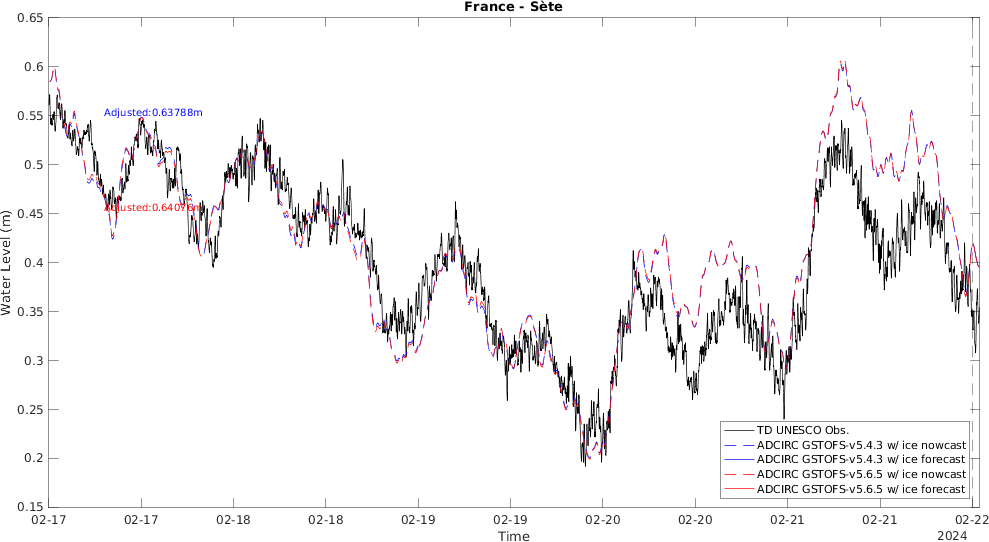 France - Sète
Water Level (m)
0.65
0.6
0.55
0.5
0.45
0.4
0.35
0.3
0.25
0.2
0.15
Adjusted:0.63788m
Adjusted:0.64076m
TD UNESCO Obs.
ADCIRC GSTOFS-v5.4.3 w/ ice nowcast
ADCIRC GSTOFS-v5.4.3 w/ ice forecast
ADCIRC GSTOFS-v5.6.5 w/ ice nowcast
ADCIRC GSTOFS-v5.6.5 w/ ice forecast
02-17 02-17 02-18 02-18 02-19 02-19 02-20 02-20 02-21 02-21 02-22
Time
2024